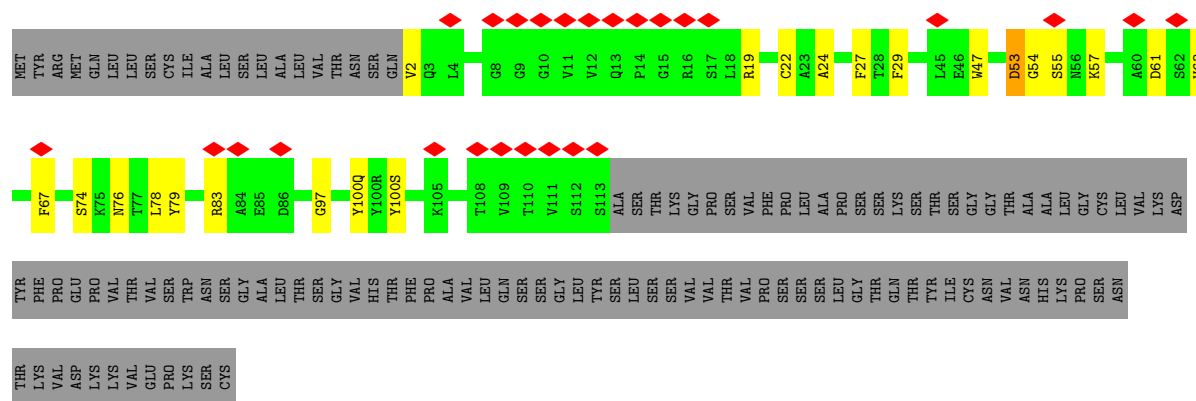 MET TYR ARG MET GLN LEU LEU SER CYS ILE ALA LEU SER LEU ALA LEU VAL THR ASN SER GLN V2 Q3 L4 G8 G9 G10 V11 V12 Q13 P14 G15 R16 S17 L18 R19 C22 A23 A24 F27 T28 F29 L45 E46 W47 D53 G54 S55 N56 K57 A60 D61 S62
F67 S74 K75 N76 T77 L78 Y79 R83 A84 E85 D86 G97 Y100Q Y100R Y100S K105 T108 V109 T110 V111 S112 S113 ALA SER THR LYS GLY PRO SER VAL PHE PRO LEU ALA PRO SER SER LYS SER THR SER GLY GLY THR ALA ALA LEU GLY CYS LEU VAL LYS ASP
TYR PHE PRO GLU PRO VAL THR VAL SER TRP ASN SER GLY ALA LEU THR SER GLY VAL HIS THR PHE PRO ALA VAL LEU GLN SER SER GLY LEU TYR SER LEU SER SER VAL VAL THR VAL PRO SER SER SER LEU GLY THR GLN THR TYR ILE CYS ASN VAL ASN HIS LYS PRO SER ASN
THR LYS VAL ASP LYS LYS VAL GLU PRO LYS SER CYS